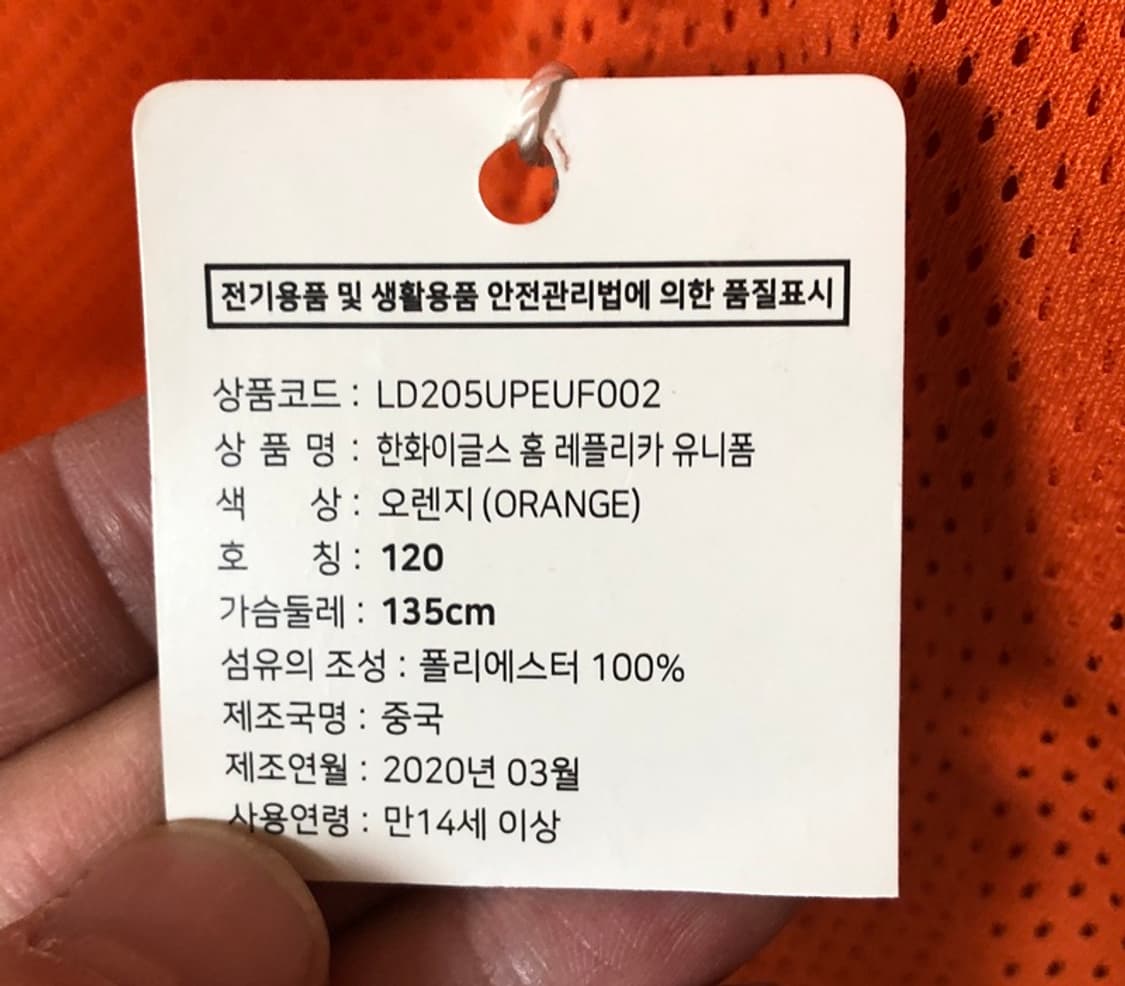 전기용품 및 생활용품 안전관리법에 의한 품질표시
상품코드 : LD205UPEUF002
상 품 명 : 한화이글스 홈 레플리카 유니폼
색 상 : 오렌지 (ORANGE)
호 칭 : 120
가슴둘레 : 135cm
섬유의 조성 : 폴리에스터 100%
제조국명 : 중국
제조연월 : 2020년 03월
사용연령 : 만14세 이상